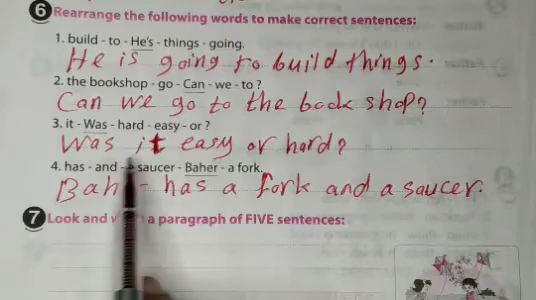 6 Rearrange the following words to make correct sentences:
1. build - to - He's - things - going.
He is going to build things.
2. the bookshop - go - Can - we - to ?
Can we go to the book shop?
3. it - Was - hard - easy - or ?
Was it easy or hard?
4. has - and - saucer - Baher - a fork.
has a fork and a saucer.
7 Look and a paragraph of FIVE sentences: